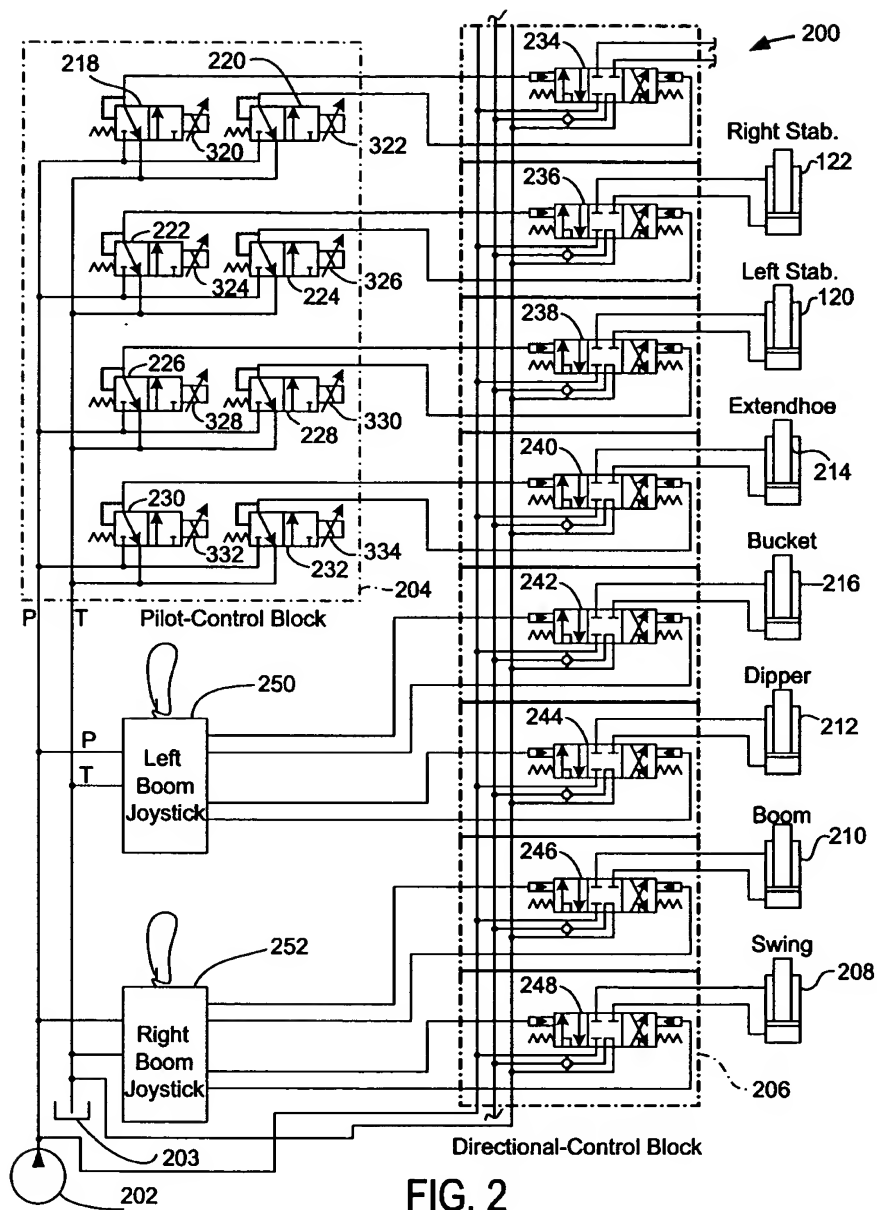 234
200
218
220
320
322
Right Stab.
122
236
222
324
224
326
Left Stab.
120
238
226
328
228
330
Extendhoe
214
240
230
332
232
334
204
Bucket
216
242
P
T
Pilot-Control Block
250
P
T
Left
Boom
Joystick
Dipper
212
244
Boom
210
246
252
Right
Boom
Joystick
Swing
208
248
206
203
Directional-Control Block
202
FIG. 2